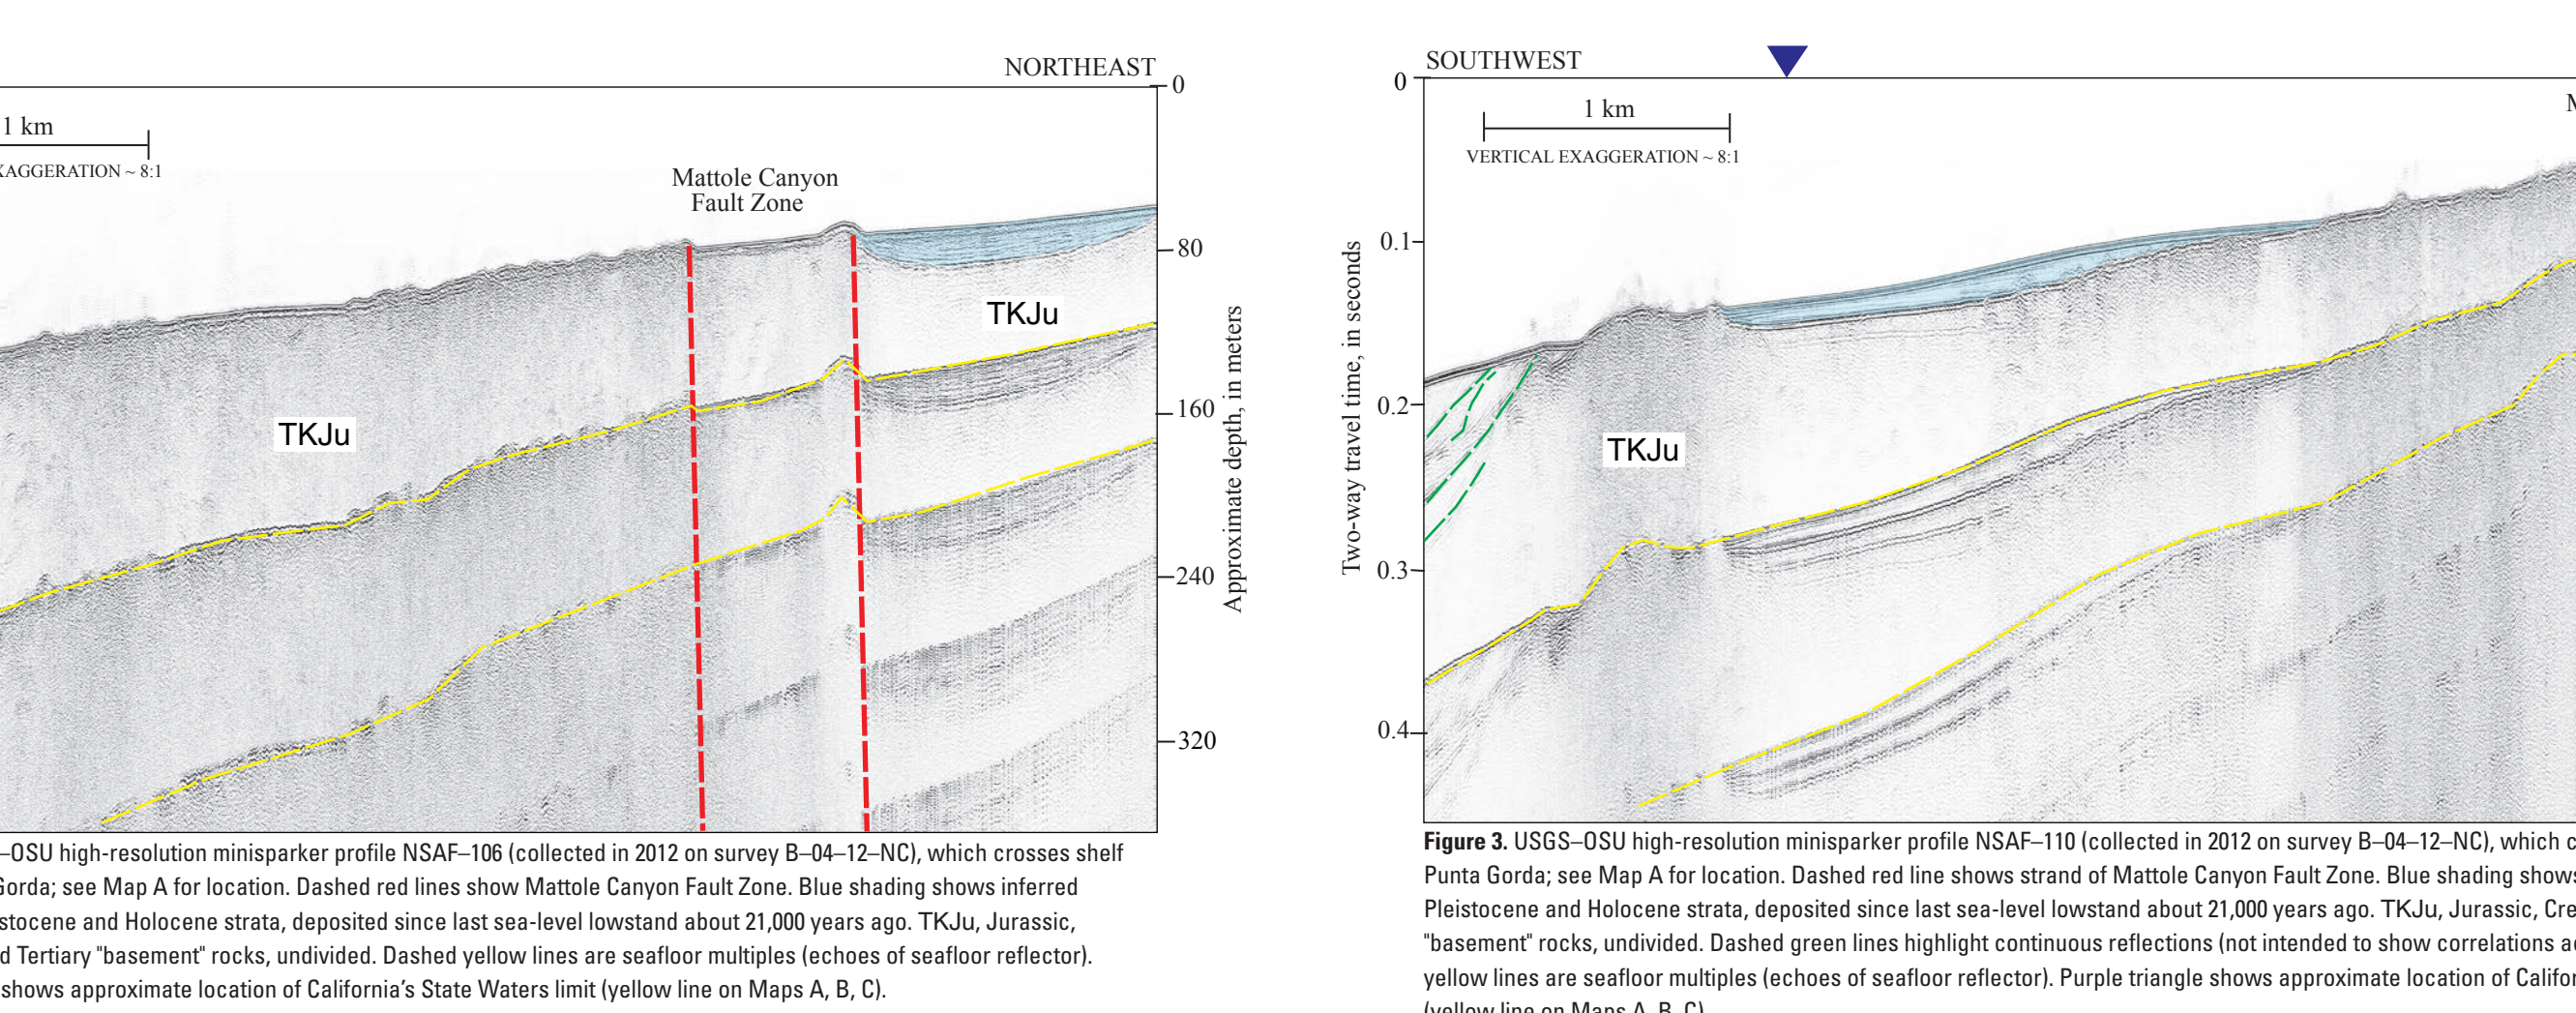 NORTHEAST
0
1 km
XAGGERATION ~ 8:1
Mattole Canyon
Fault Zone
80
TKJu
160
TKJu
240
320
Approximate depth, in meters
–OSU high-resolution minisparker profile NSAF–106 (collected in 2012 on survey B–04–12–NC), which crosses shelf
Gorda; see Map A for location. Dashed red lines show Mattole Canyon Fault Zone. Blue shading shows inferred
stocene and Holocene strata, deposited since last sea-level lowstand about 21,000 years ago. TKJu, Jurassic,
d Tertiary "basement" rocks, undivided. Dashed yellow lines are seafloor multiples (echoes of seafloor reflector).
shows approximate location of California's State Waters limit (yellow line on Maps A, B, C).
SOUTHWEST
0
1 km
VERTICAL EXAGGERATION ~ 8:1
0.1
0.2
TKJu
0.3
0.4
Two-way travel time, in seconds
Figure 3. USGS–OSU high-resolution minisparker profile NSAF–110 (collected in 2012 on survey B–04–12–NC), which c
Punta Gorda; see Map A for location. Dashed red line shows strand of Mattole Canyon Fault Zone. Blue shading shows
Pleistocene and Holocene strata, deposited since last sea-level lowstand about 21,000 years ago. TKJu, Jurassic, Cre
"basement" rocks, undivided. Dashed green lines highlight continuous reflections (not intended to show correlations a
yellow lines are seafloor multiples (echoes of seafloor reflector). Purple triangle shows approximate location of Califor
(yellow line on Maps A, B, C)